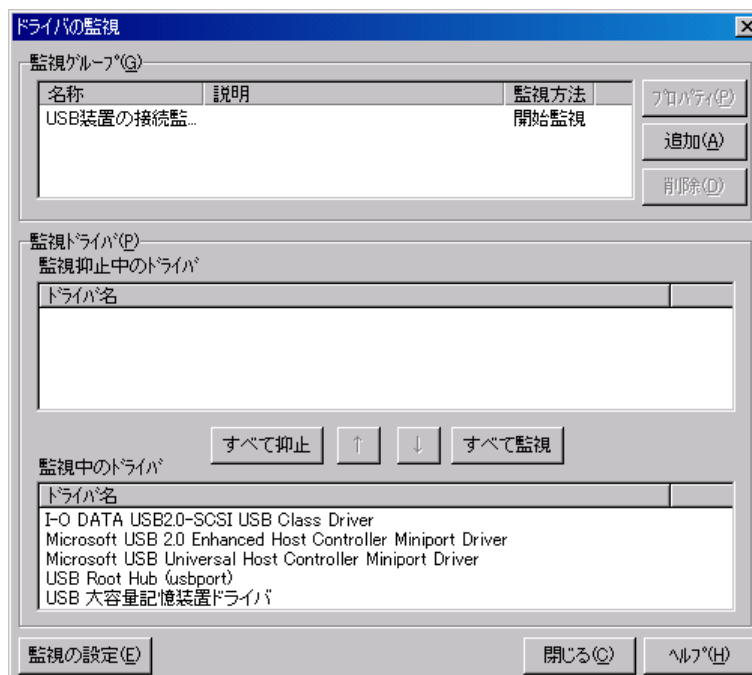 ドライバの監視
監視ｸﾞﾙｰﾌﾟ(G)
名称 説明 監視方法
USB装置の接続監... 開始監視
ﾌﾟﾛﾊﾟﾃｨ(P)
追加(A)
削除(D)
監視ﾄﾞﾗｲﾊﾞ(P)
監視抑止中のﾄﾞﾗｲﾊﾞ
ﾄﾞﾗｲﾊﾞ名
すべて抑止 ↑ ↓ すべて監視
監視中のﾄﾞﾗｲﾊﾞ
ﾄﾞﾗｲﾊﾞ名
I-O DATA USB2.0-SCSI USB Class Driver
Microsoft USB 2.0 Enhanced Host Controller Miniport Driver
Microsoft USB Universal Host Controller Miniport Driver
USB Root Hub (usbport)
USB 大容量記憶装置ドライバ
監視の設定(E) 閉じる(C) ﾍﾙﾌﾟ(H)